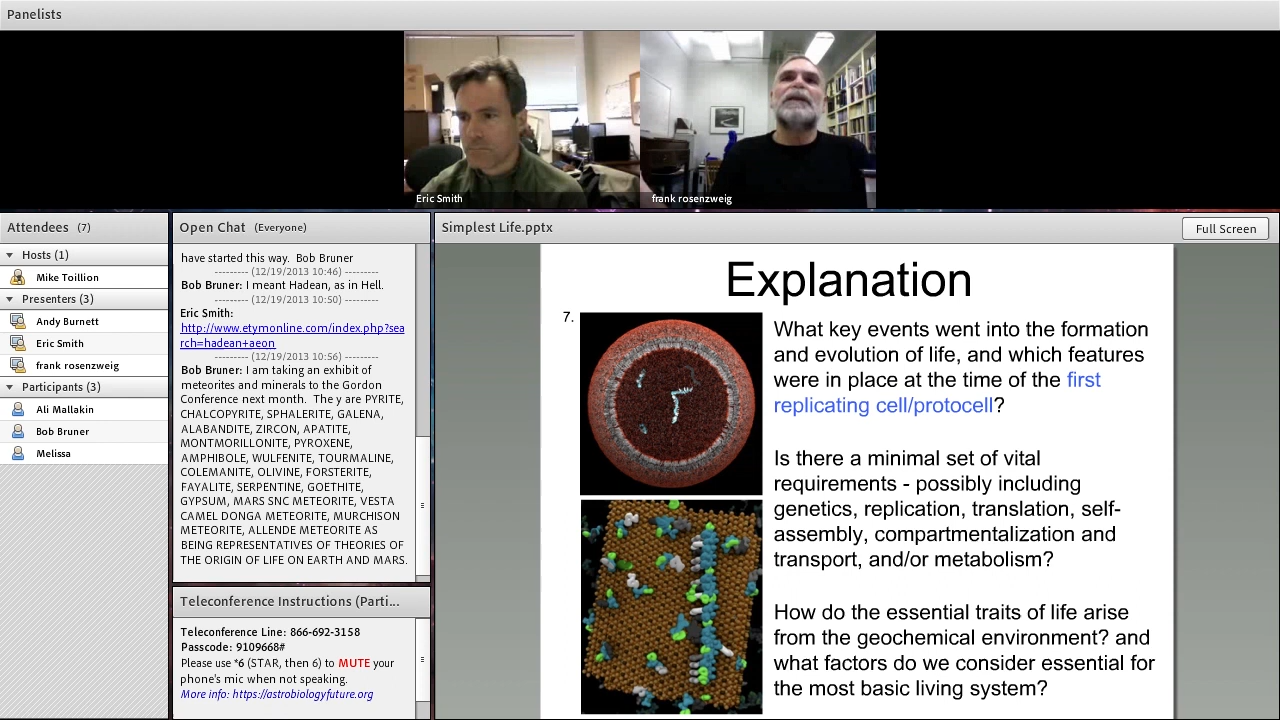 Panelists
Eric Smith
frank rosenzweig
Attendees (7)
Hosts (1)
Mike Toillion
Presenters (3)
Andy Burnett
Eric Smith
frank rosenzweig
Participants (3)
Ali Mallakin
Bob Bruner
Melissa
Open Chat (Everyone)
have started this way.  Bob Bruner
--------- (12/19/2013 10:46) ---------
Bob Bruner: I meant Hadean, as in Hell.
--------- (12/19/2013 10:50) ---------
Eric Smith:
http://www.etymonline.com/index.php?sea
rch=hadean+aeon
--------- (12/19/2013 10:56) ---------
Bob Bruner: I am taking an exhibit of
meteorites and minerals to the Gordon
Conference next month.  The y are PYRITE,
CHALCOPYRITE, SPHALERITE, GALENA,
ALABANDITE, ZIRCON, APATITE,
MONTMORILLONITE, PYROXENE,
AMPHIBOLE, WULFENITE, TOURMALINE,
COLEMANITE, OLIVINE, FORSTERITE,
FAYALITE, SERPENTINE, GOETHITE,
GYPSUM, MARS SNC METEORITE, VESTA
CAMEL DONGA METEORITE, MURCHISON
METEORITE, ALLENDE METEORITE AS
BEING REPRESENTATIVES OF THEORIES OF
THE ORIGIN OF LIFE ON EARTH AND MARS.
Teleconference Instructions (Parti...
Teleconference Line: 866-692-3158
Passcode: 9109668#
Please use *6 (STAR, then 6) to MUTE your
phone's mic when not speaking.
More info: https://astrobiologyfuture.org
Simplest Life.pptx
Full Screen
Explanation
7.
What key events went into the formation
and evolution of life, and which features
were in place at the time of the first
replicating cell/protocell?
Is there a minimal set of vital
requirements - possibly including
genetics, replication, translation, self-
assembly, compartmentalization and
transport, and/or metabolism?
How do the essential traits of life arise
from the geochemical environment? and
what factors do we consider essential for
the most basic living system?